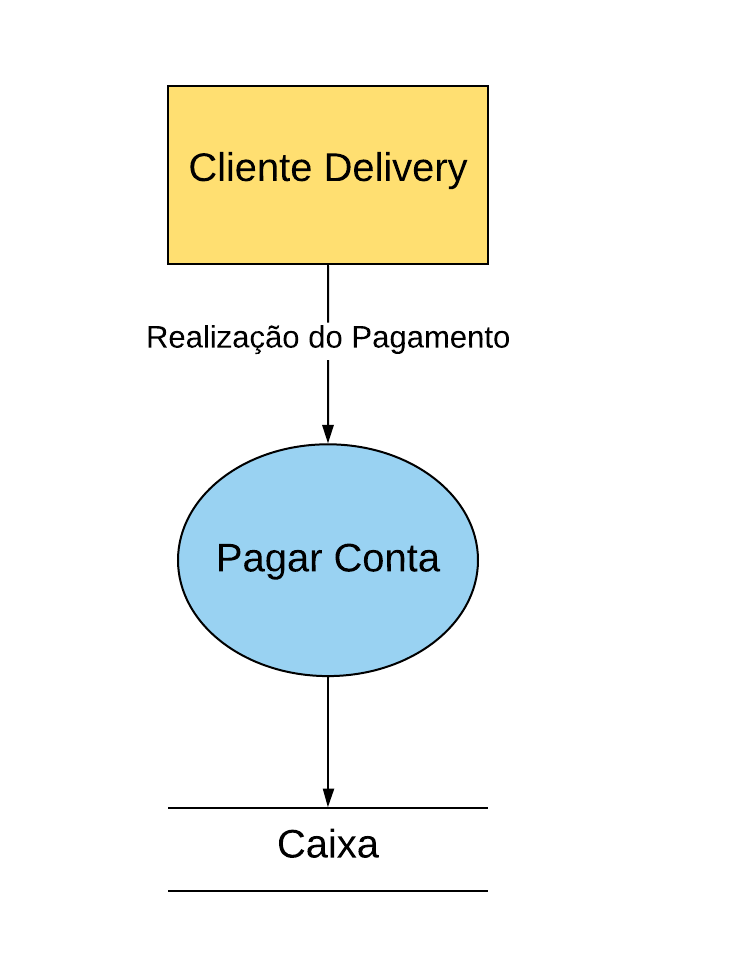 Cliente Delivery
Realização do Pagamento
Pagar Conta
Caixa